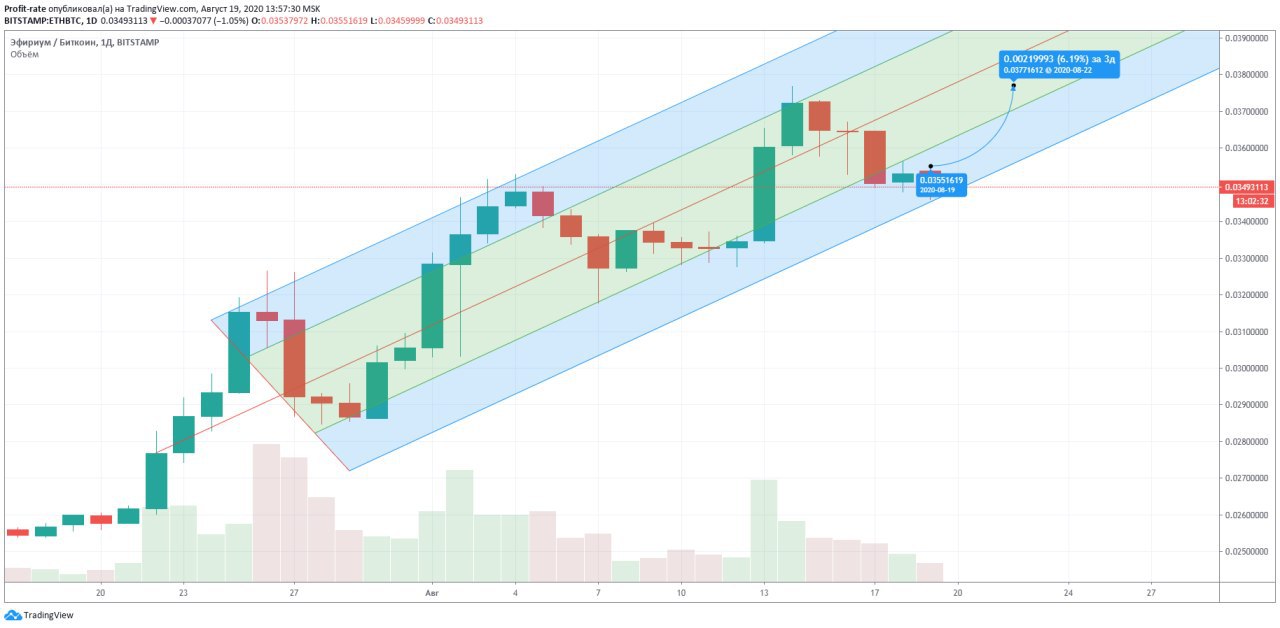 Profit-rate опубликовал(а) на TradingView.com, Август 19, 2020 13:57:30 MSK
BITSTAMP:ETHBTC, 1D 0.03493113 ▼ −0.00037077 (−1.05%) O:0.03537972 H:0.03551619 L:0.03459999 C:0.03493113
Эфириум / Биткоин, 1Д, BITSTAMP
Объём
0.03900000
0.00219993 (6.19%) за 3д
0.03771612 @ 2020-08-22
0.03800000
0.03700000
0.03600000
0.03551619
2020-08-19
0.03493113
13:02:32
0.03400000
0.03300000
0.03200000
0.03100000
0.03000000
0.02900000
0.02800000
0.02700000
0.02600000
0.02500000
20 23 27 Авг 4 7 10 13 17 20 24 27
TradingView